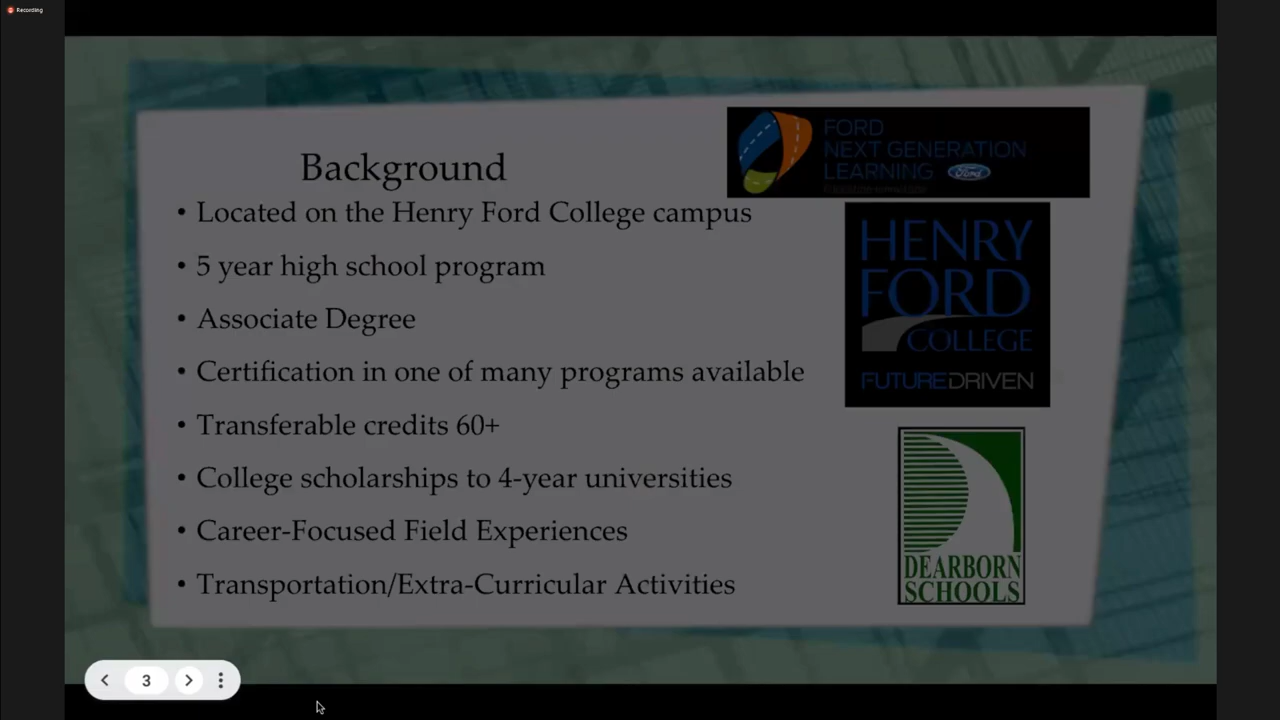 Recording
Background
• Located on the Henry Ford College campus
• 5 year high school program
• Associate Degree
• Certification in one of many programs available
• Transferable credits 60+
• College scholarships to 4-year universities
• Career-Focused Field Experiences
• Transportation/Extra-Curricular Activities
FORD
NEXT GENERATION
LEARNING
Ford
HENRY
FORD
COLLEGE
FUTUREDRIVEN
DEARBORN
SCHOOLS
3